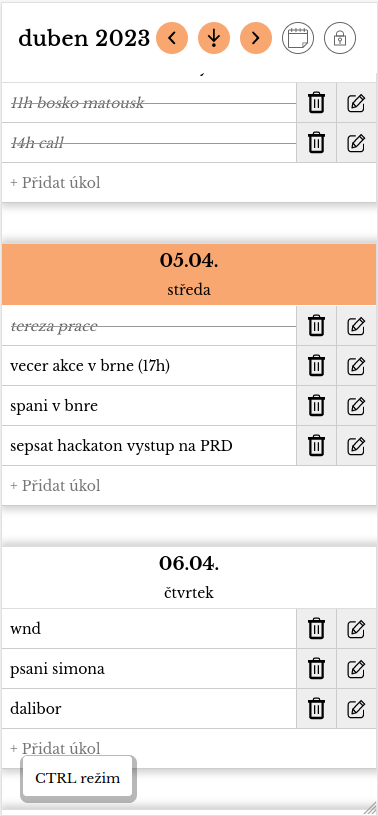 duben 2023
11h bosko matousk
14h call
+ Přidat úkol
05.04.
středa
tereza prace
vecer akce v brne (17h)
spani v bnre
sepsat hackaton vystup na PRD
+ Přidat úkol
06.04.
čtvrtek
wnd
psani simona
dalibor
+ Přidat úkol
CTRL režim